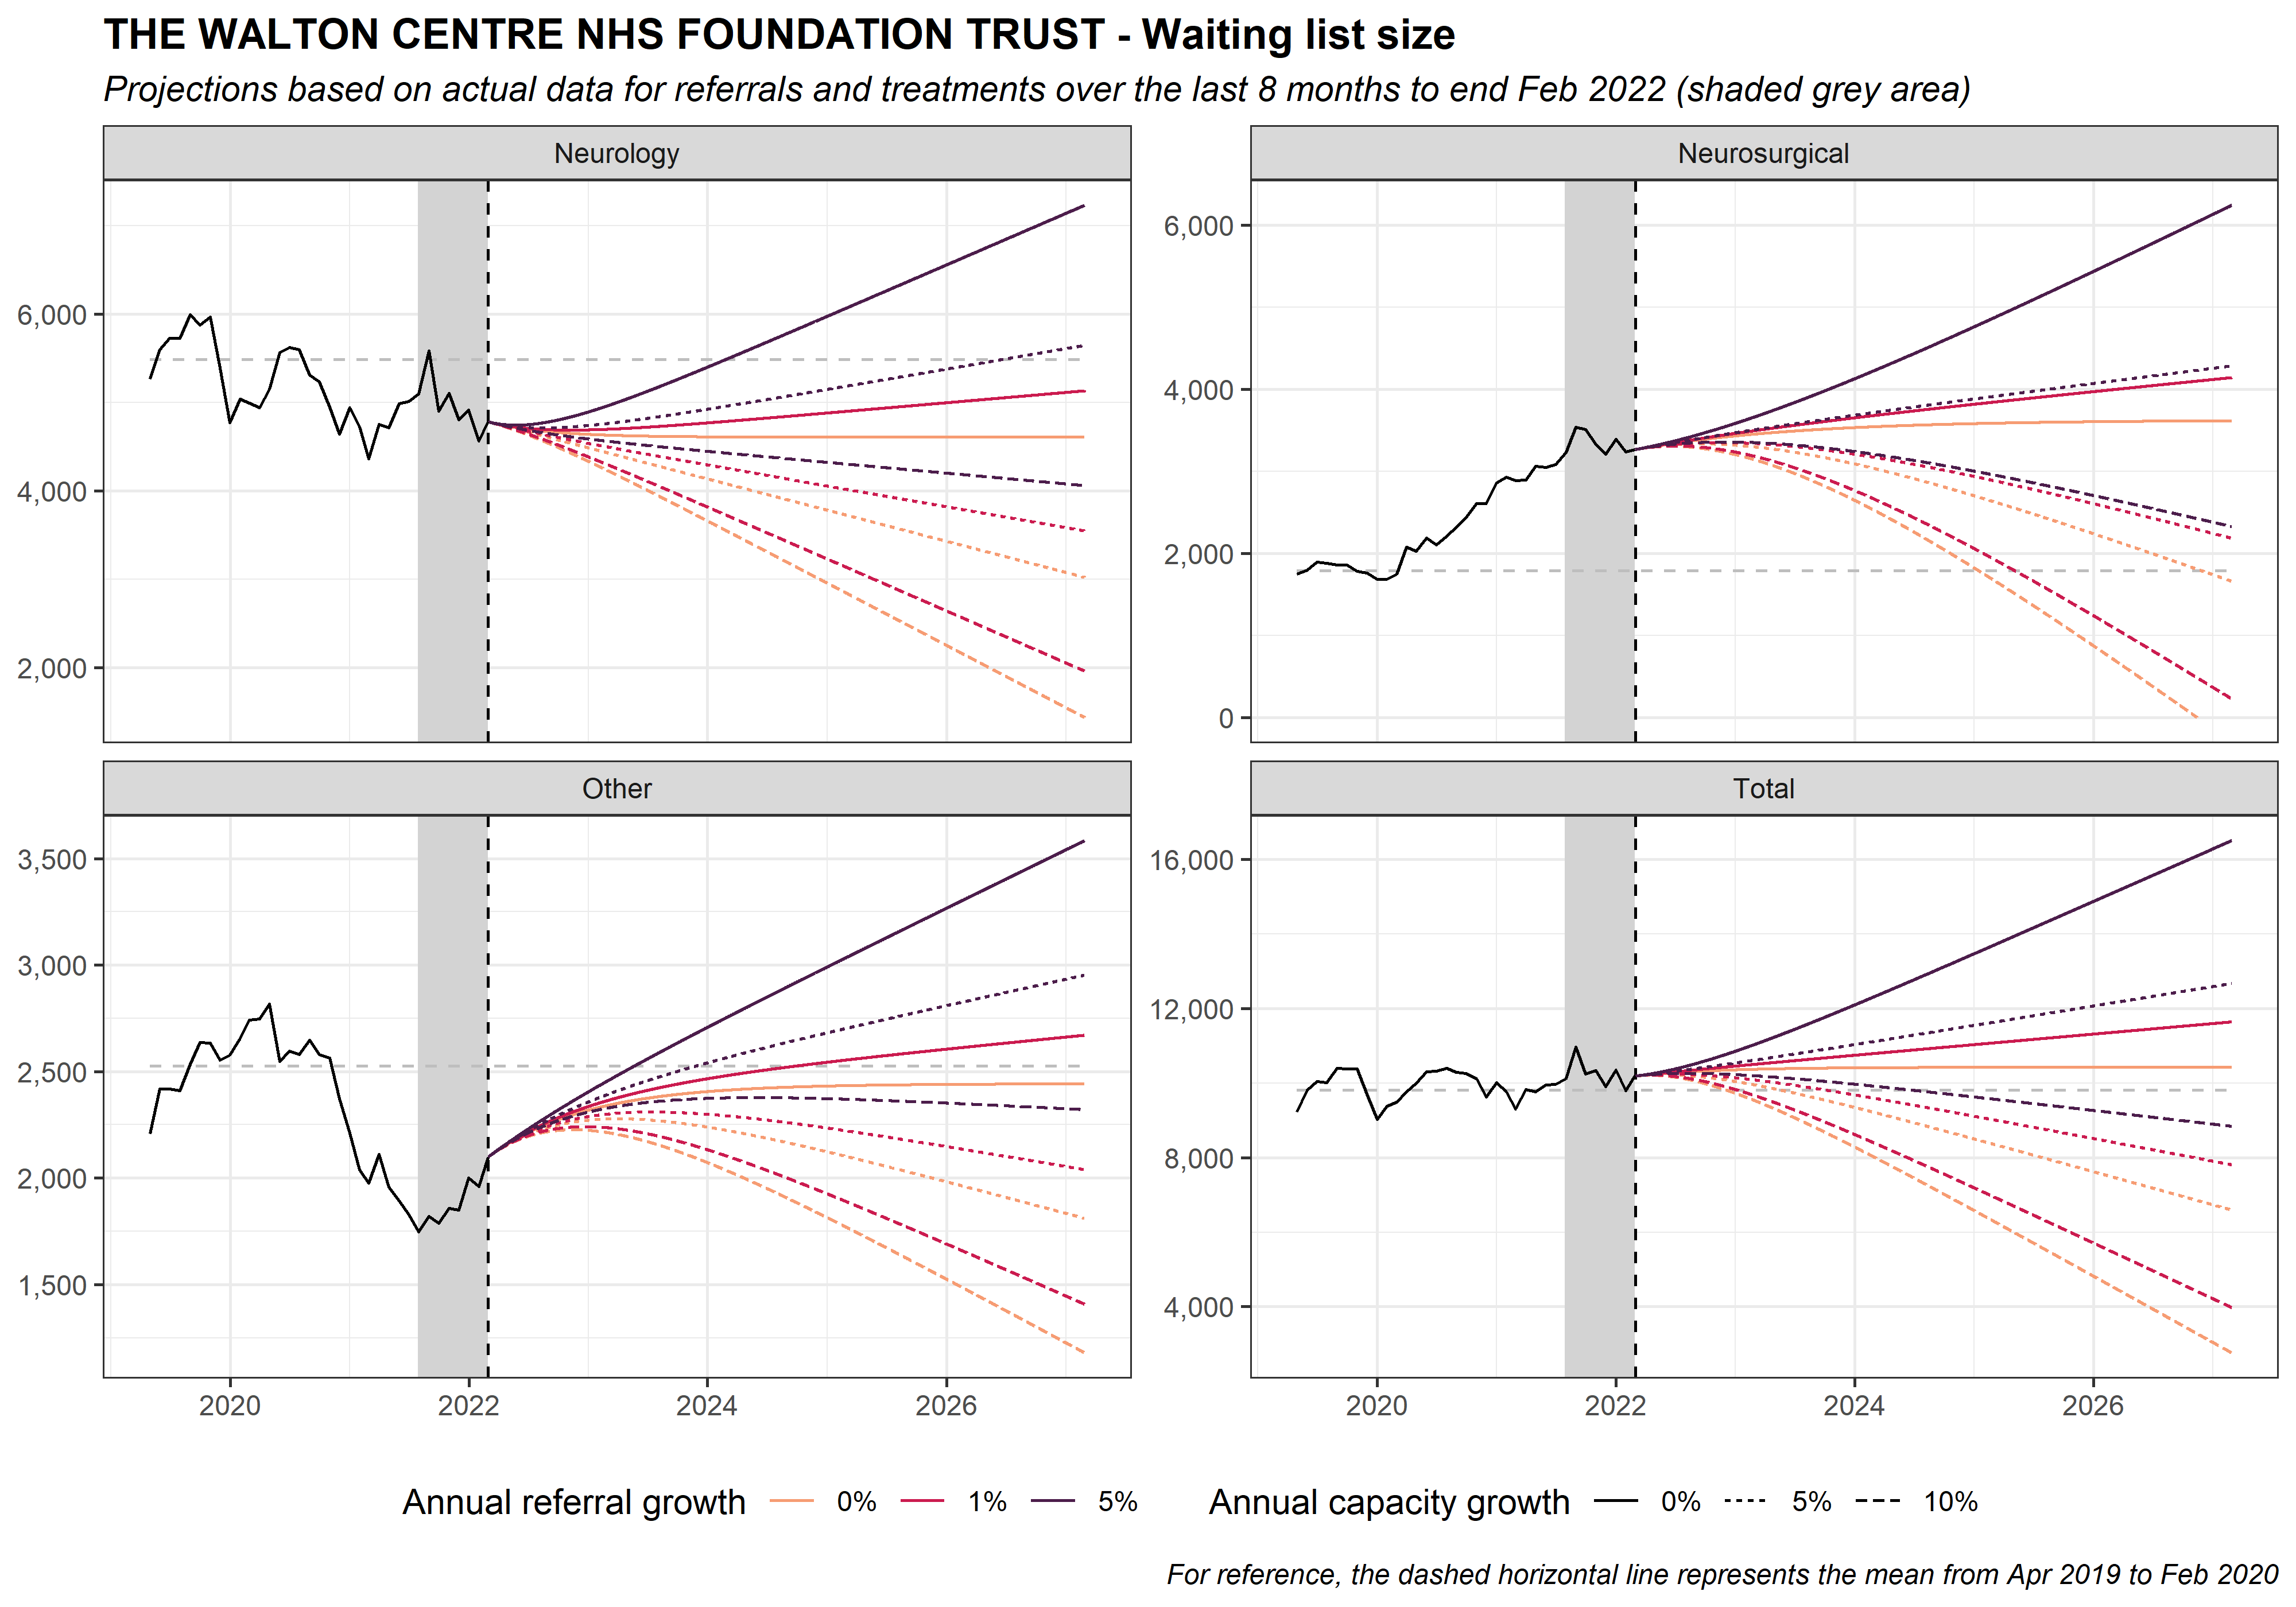 THE WALTON CENTRE NHS FOUNDATION TRUST - Waiting list size
Projections based on actual data for referrals and treatments over the last 8 months to end Feb 2022 (shaded grey area)
Neurology
6,000
4,000
2,000
Neurosurgical
6,000
4,000
2,000
0
Other
3,500
3,000
2,500
2,000
1,500
2020 2022 2024 2026
Total
16,000
12,000
8,000
4,000
2020 2022 2024 2026
Annual referral growth 0% 1% 5%
Annual capacity growth 0% 5% 10%
For reference, the dashed horizontal line represents the mean from Apr 2019 to Feb 2020